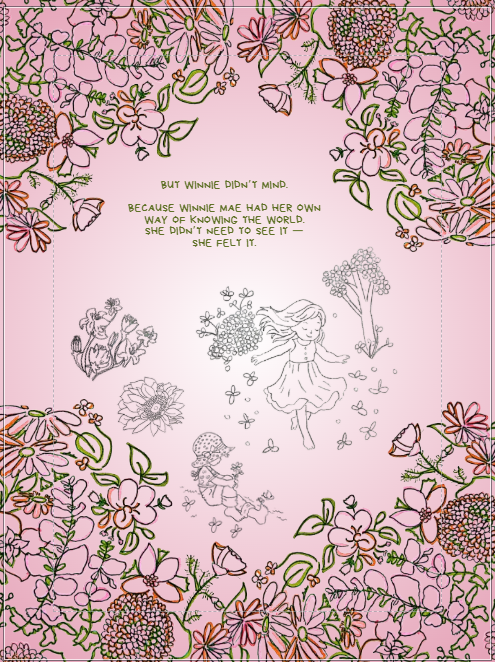 BUT WINNIE DIDN'T MIND.
BECAUSE WINNIE MAE HAD HER OWN
WAY OF KNOWING THE WORLD.
SHE DIDN'T NEED TO SEE IT —
SHE FELT IT.